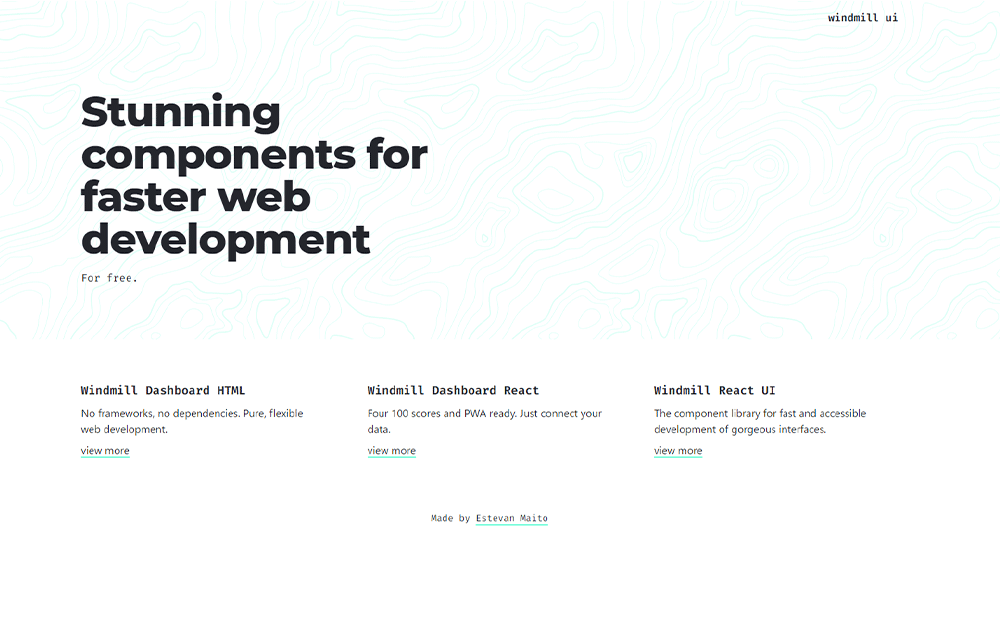 windmill ui
Stunning
components for
faster web
development
For free.
Windmill Dashboard HTML
No frameworks, no dependencies. Pure, flexible
web development.
view more
Windmill Dashboard React
Four 100 scores and PWA ready. Just connect your
data.
view more
Windmill React UI
The component library for fast and accessible
development of gorgeous interfaces.
view more
Made by Estevan Maito